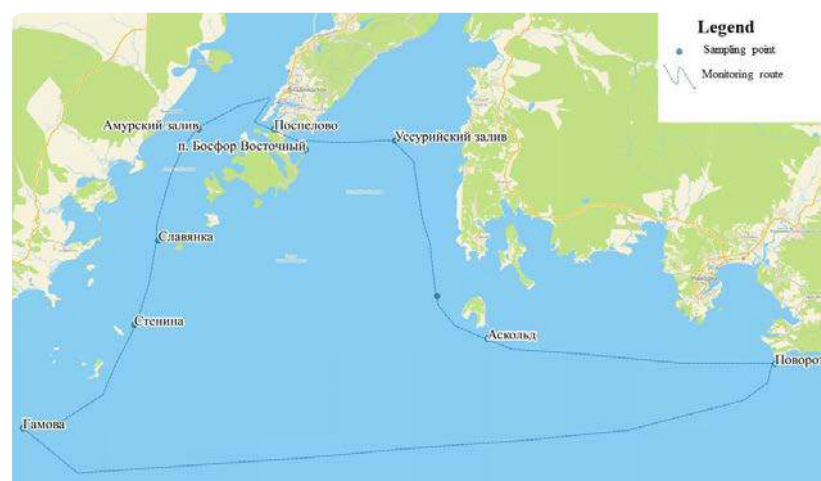 Legend
Sampling point
Monitoring route
Амурский залив
Поспелово
п. Босфор Восточный
Уссурийский залив
Славянка
Стенина
Аскольд
Поворот
Гамова